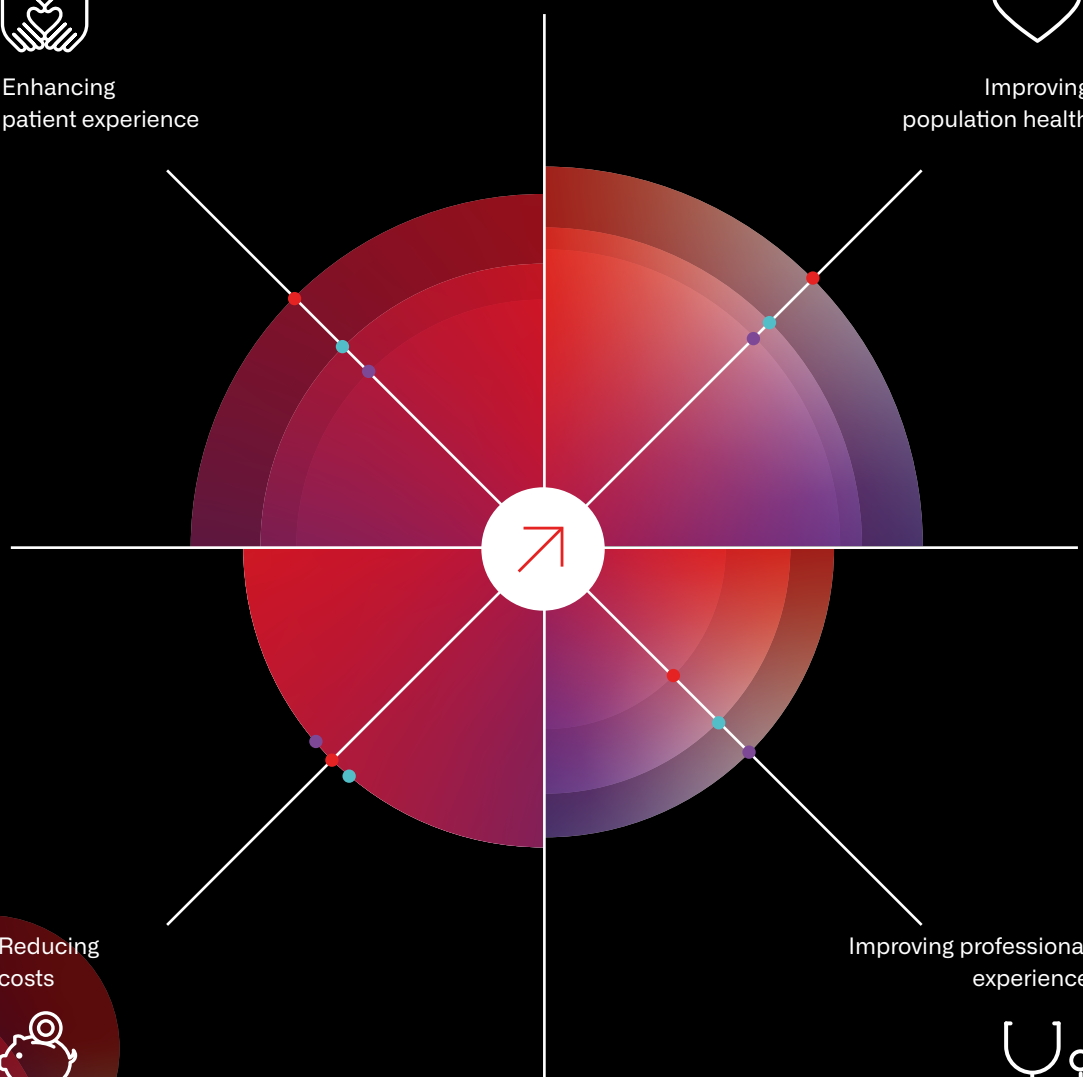 Enhancing
patient experience
Improving
population health
Reducing
costs
Improving professiona
experience